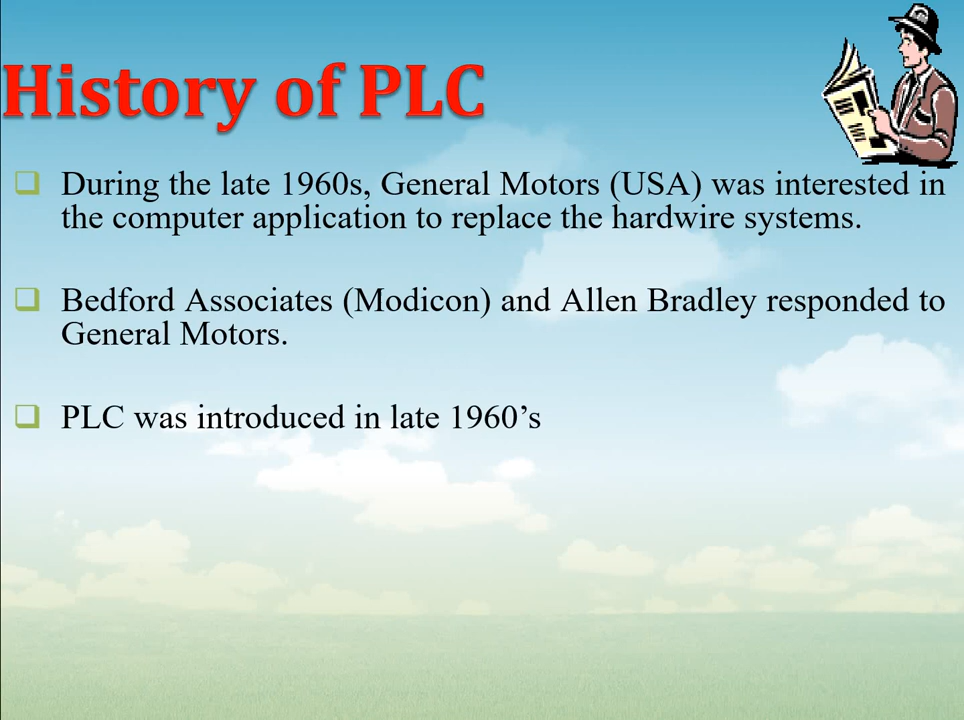 History of PLC
During the late 1960s, General Motors (USA) was interested in
the computer application to replace the hardwire systems.
Bedford Associates (Modicon) and Allen Bradley responded to
General Motors.
PLC was introduced in late 1960’s